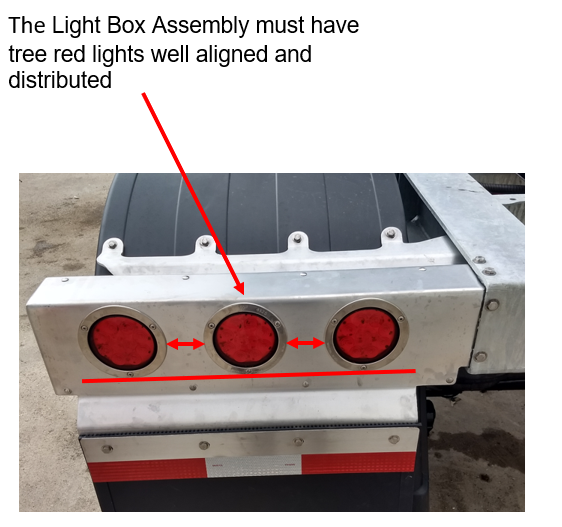 The Light Box Assembly must have
tree red lights well aligned and
distributed